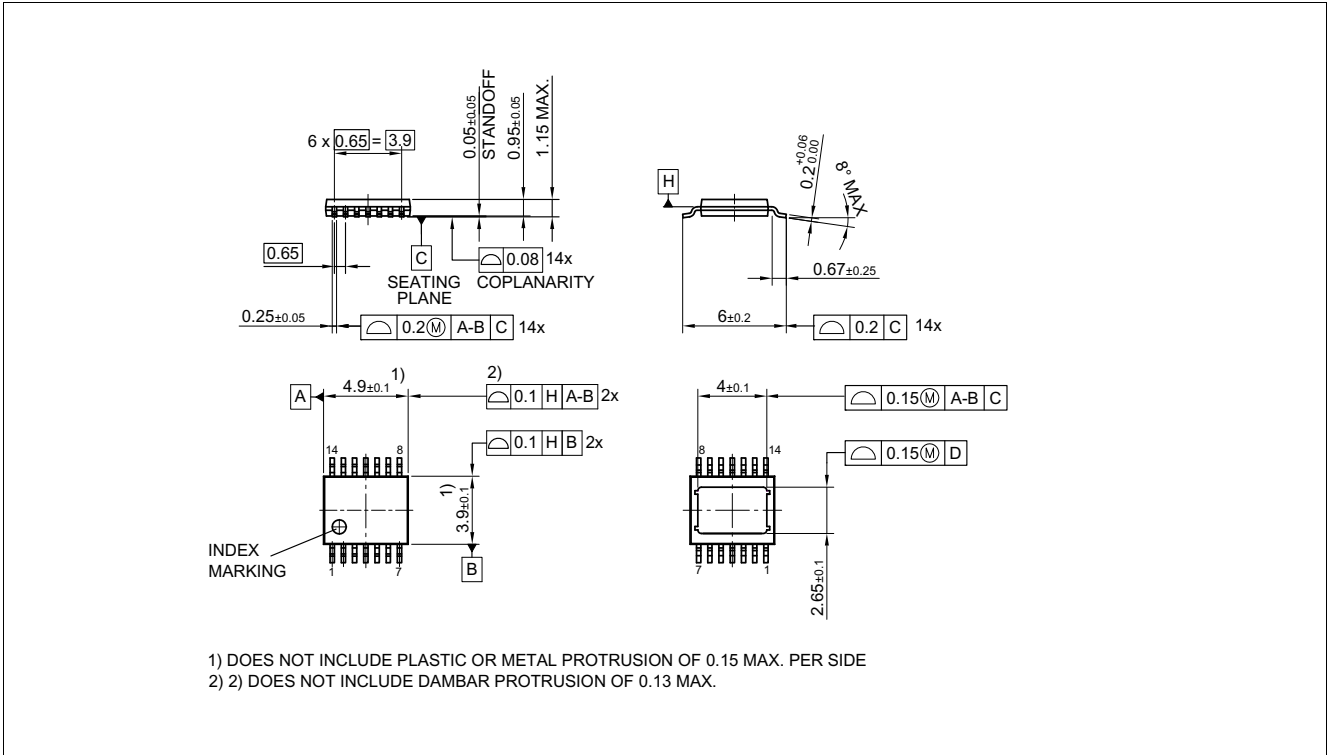 6 x 0.65 = 3.9
0.05±0.05
STANDOFF
0.95±0.05
1.15 MAX.
0.65
C
SEATING
PLANE
⌓ 0.08 14x
COPLANARITY
0.25±0.05
⌓ 0.2Ⓜ A-B C 14x
H
0.2 +0.06 0.00
8° MAX
0.67±0.25
6±0.2
⌓ 0.2 C 14x
A
4.9±0.1 1)
2)
⌓ 0.1 H A-B 2x
⌓ 0.1 H B 2x
14 8
3.9±0.1 1)
INDEX
MARKING
1 7
B
4±0.1
⌓ 0.15Ⓜ A-B C
⌓ 0.15Ⓜ D
8 14
7 1
2.65±0.1
1) DOES NOT INCLUDE PLASTIC OR METAL PROTRUSION OF 0.15 MAX. PER SIDE
2) 2) DOES NOT INCLUDE DAMBAR PROTRUSION OF 0.13 MAX.